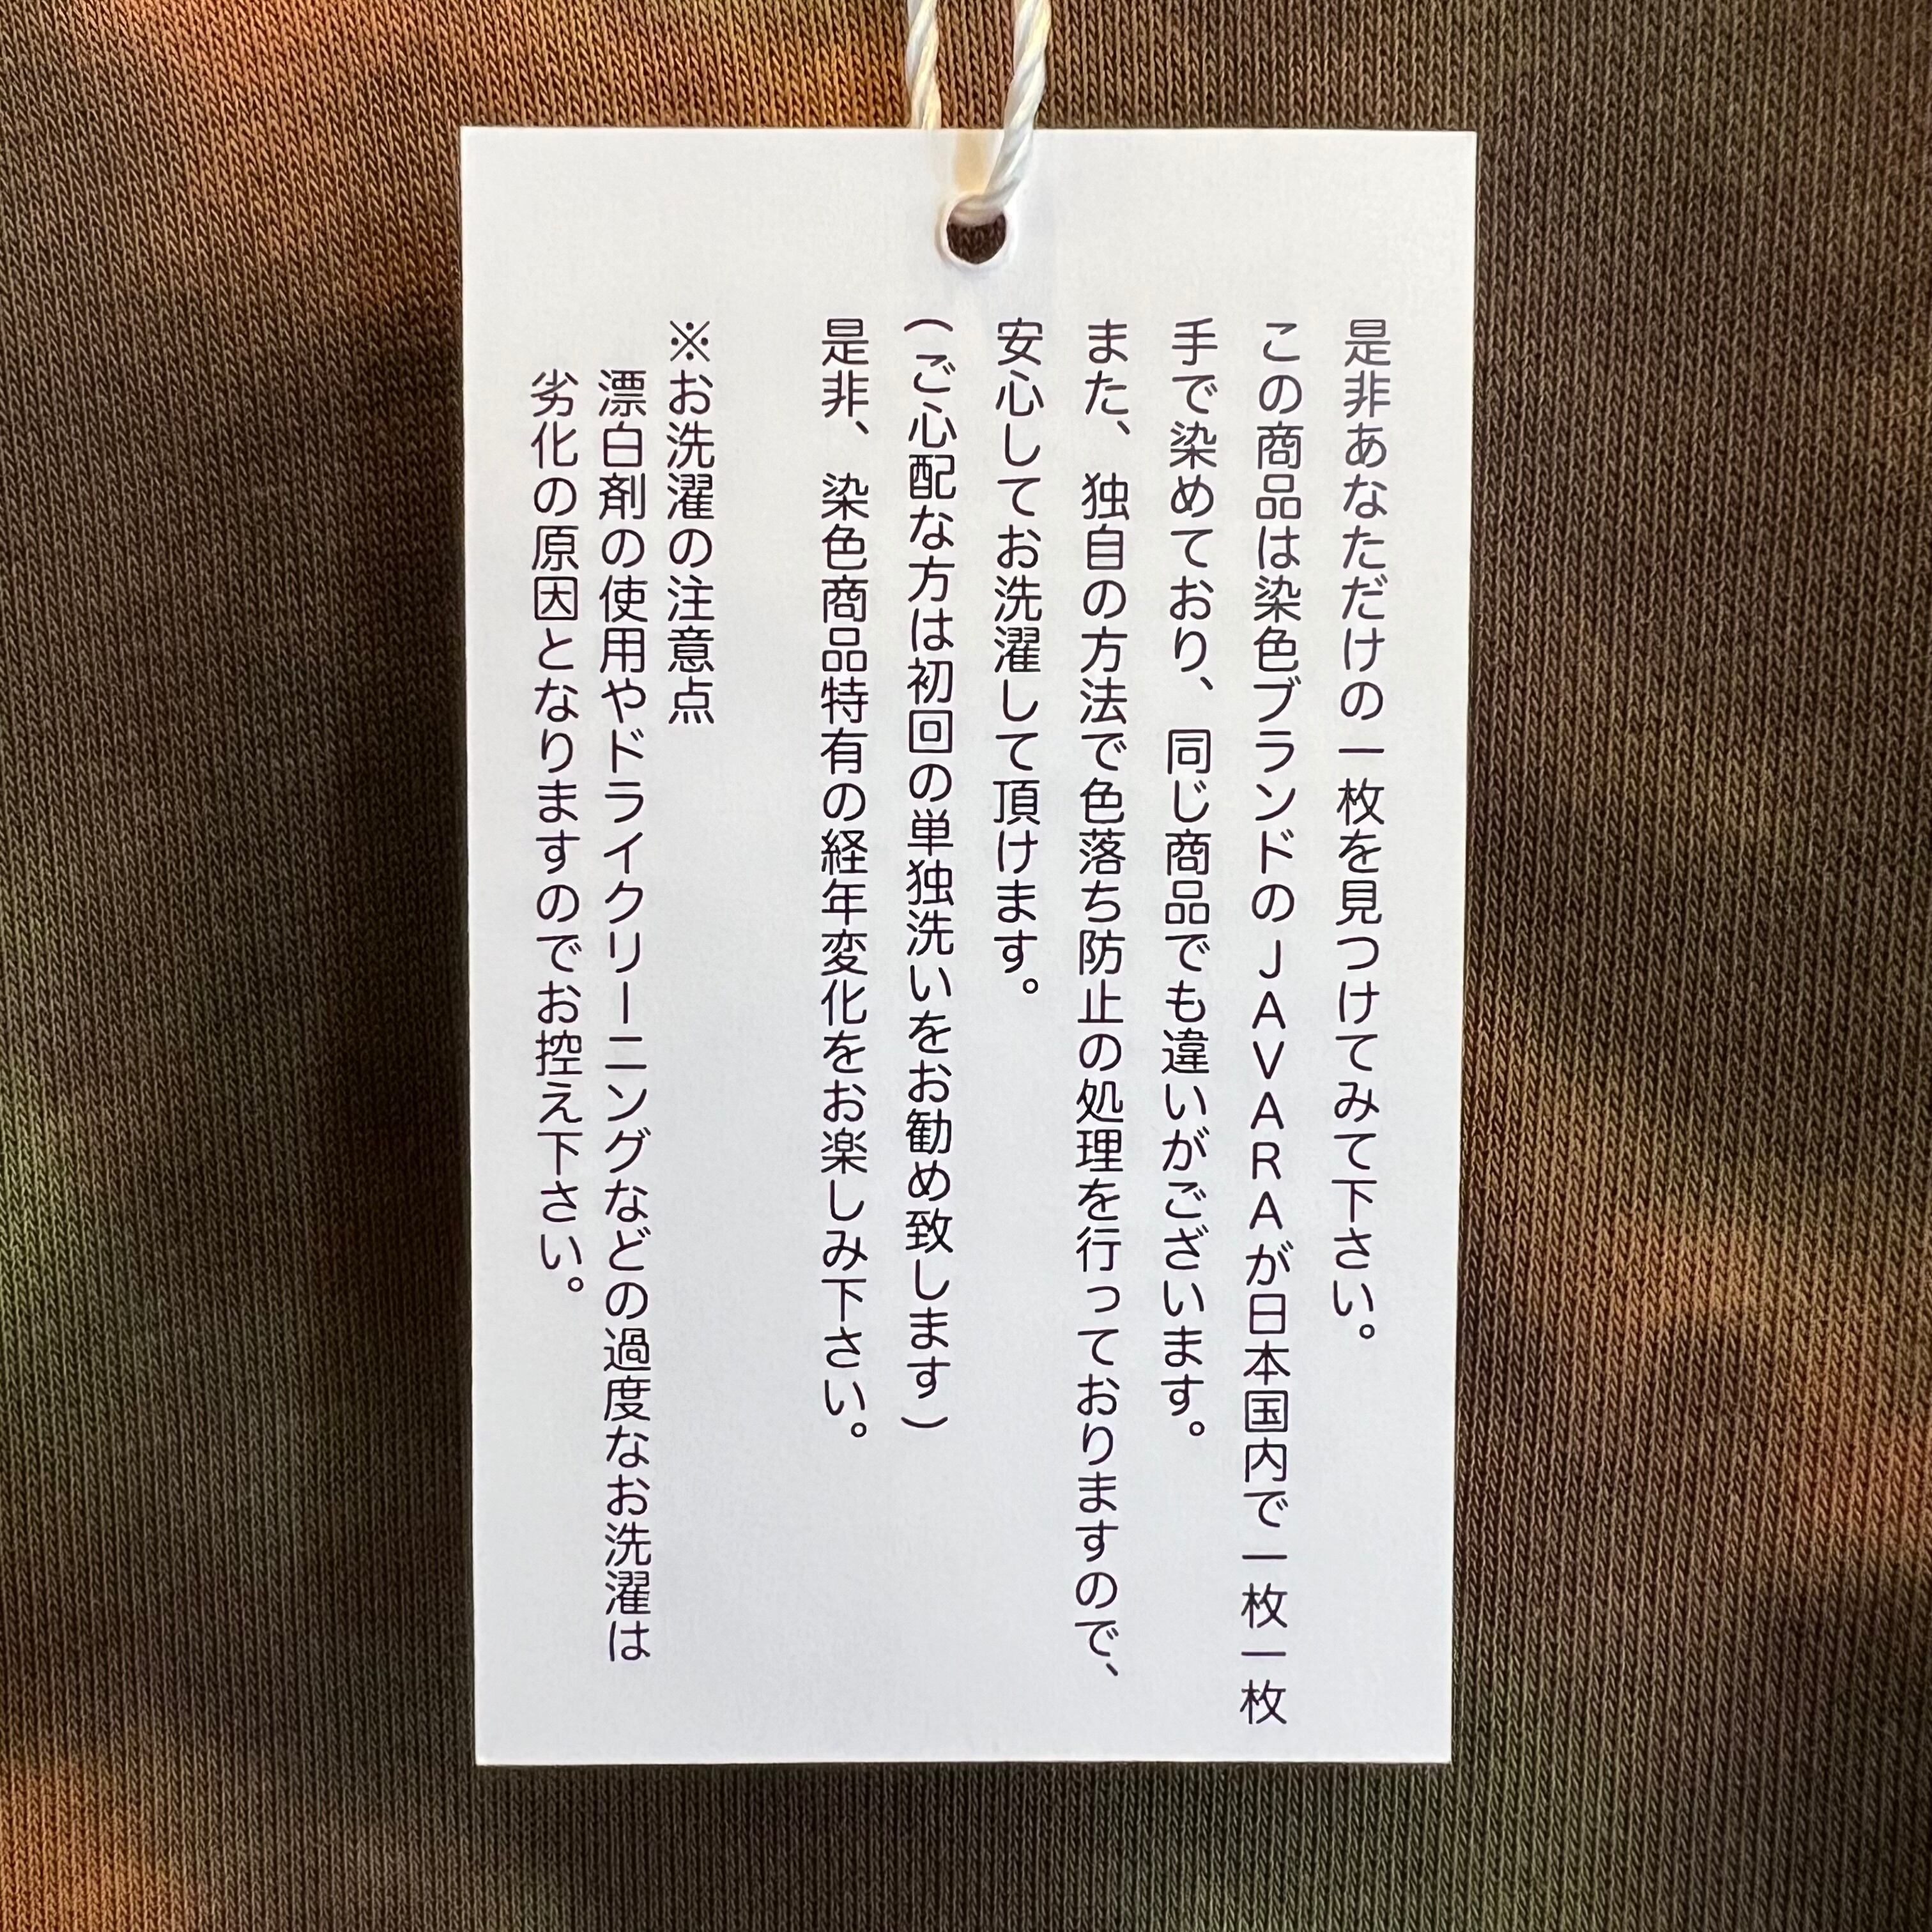 是非あなただけの一枚を見つけてみて下さい。
この商品は染色ブランドのJAVARAが日本国内で一枚一枚
手で染めており、同じ商品でも違いがございます。
また、独自の方法で色落ち防止の処理を行っておりますので、
安心してお洗濯して頂けます。
(ご心配な方は初回の単独洗いをお勧め致します)
是非、染色商品特有の経年変化をお楽しみ下さい。
※お洗濯の注意点
漂白剤の使用やドライクリーニングなどの過度なお洗濯は
劣化の原因となりますのでお控え下さい。